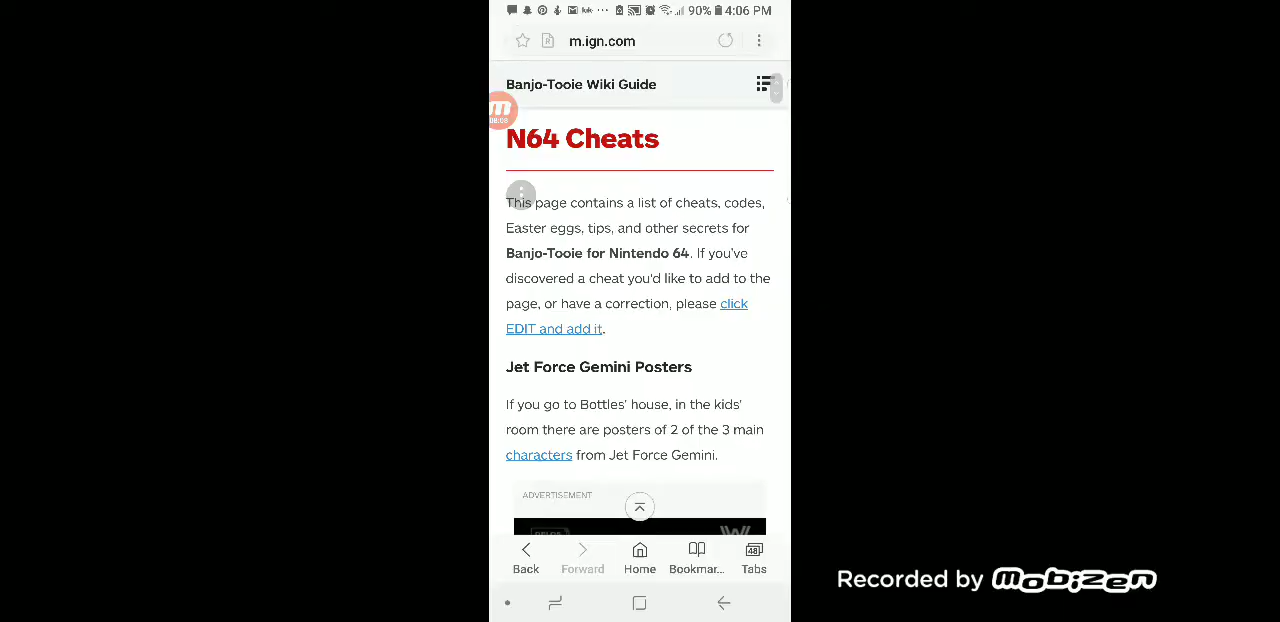 kik 90% 4:06 PM
m.ign.com
Banjo-Tooie Wiki Guide
N64 Cheats
This page contains a list of cheats, codes,
Easter eggs, tips, and other secrets for
Banjo-Tooie for Nintendo 64. If you've
discovered a cheat you'd like to add to the
page, or have a correction, please click
EDIT and add it.
Jet Force Gemini Posters
If you go to Bottles' house, in the kids'
room there are posters of 2 of the 3 main
characters from Jet Force Gemini.
ADVERTISEMENT
48
Back Forward Home Bookmar... Tabs
Recorded by mobizen